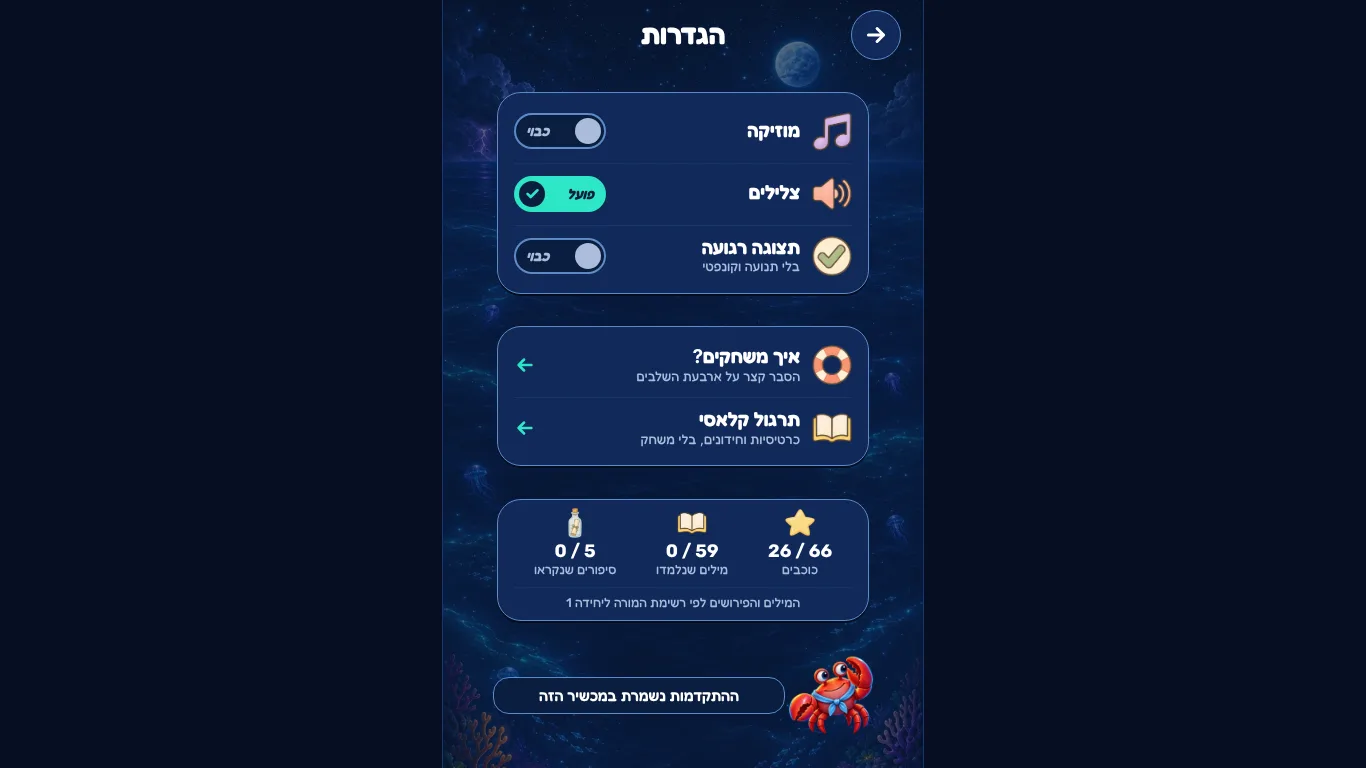 הגדרות
מוזיקה
כבוי
צלילים
פועל
תצוגה רגועה
בלי תנועה וקונפטי
כבוי
איך משחקים?
הסבר קצר על ארבעת השלבים
תרגול קלאסי
כרטיסיות וחידונים, בלי משחק
26 / 66
כוכבים
0 / 59
מילים שנלמדו
0 / 5
סיפורים שנקראו
המילים והפירושים לפי רשימת המורה ליחידה 1
ההתקדמות נשמרת במכשיר הזה